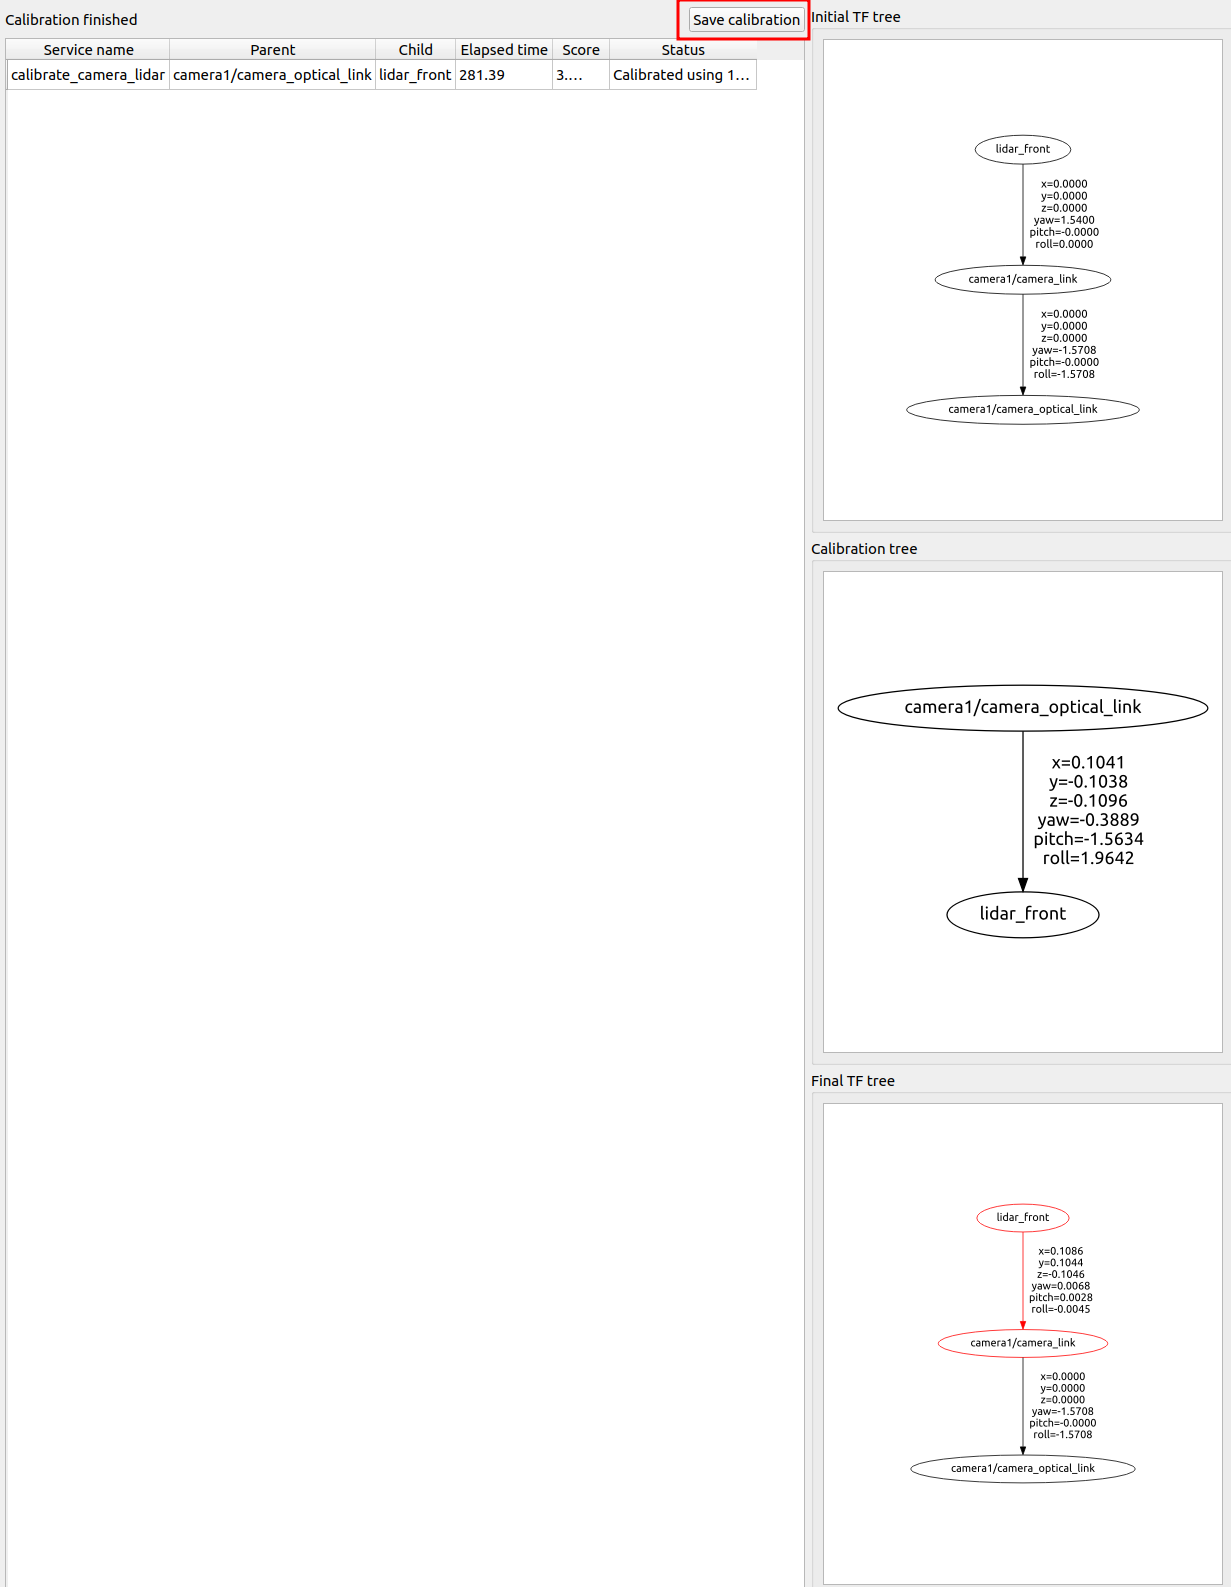 Calibration finished
Save calibration
Service name Parent Child Elapsed time Score Status
calibrate_camera_lidar camera1/camera_optical_link lidar_front 281.39 3.... Calibrated using 1...
Initial TF tree
lidar_front
x=0.0000
y=0.0000
z=0.0000
yaw=1.5400
pitch=-0.0000
roll=0.0000
camera1/camera_link
x=0.0000
y=0.0000
z=0.0000
yaw=-1.5708
pitch=-0.0000
roll=-1.5708
camera1/camera_optical_link
Calibration tree
camera1/camera_optical_link
x=0.1041
y=-0.1038
z=-0.1096
yaw=-0.3889
pitch=-1.5634
roll=1.9642
lidar_front
Final TF tree
lidar_front
x=0.1086
y=0.1044
z=-0.1046
yaw=0.0068
pitch=0.0028
roll=-0.0045
camera1/camera_link
x=0.0000
y=0.0000
z=0.0000
yaw=-1.5708
pitch=-0.0000
roll=-1.5708
camera1/camera_optical_link